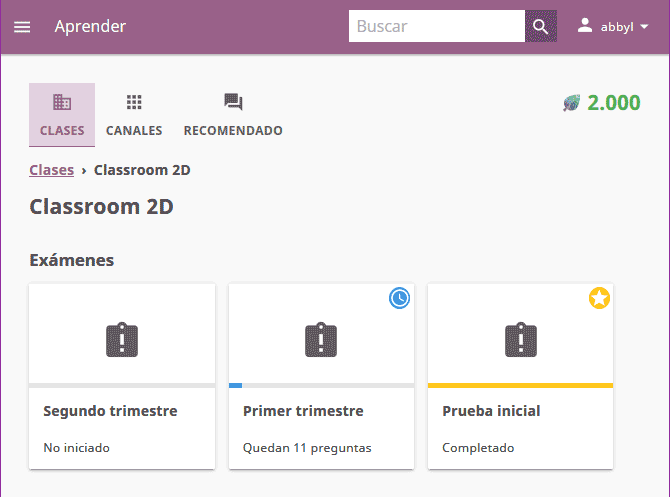 Aprender
Buscar
abbyl
CLASES
CANALES
RECOMENDADO
2.000
Clases › Classroom 2D
Classroom 2D
Exámenes
Segundo trimestre
No iniciado
Primer trimestre
Quedan 11 preguntas
Prueba inicial
Completado